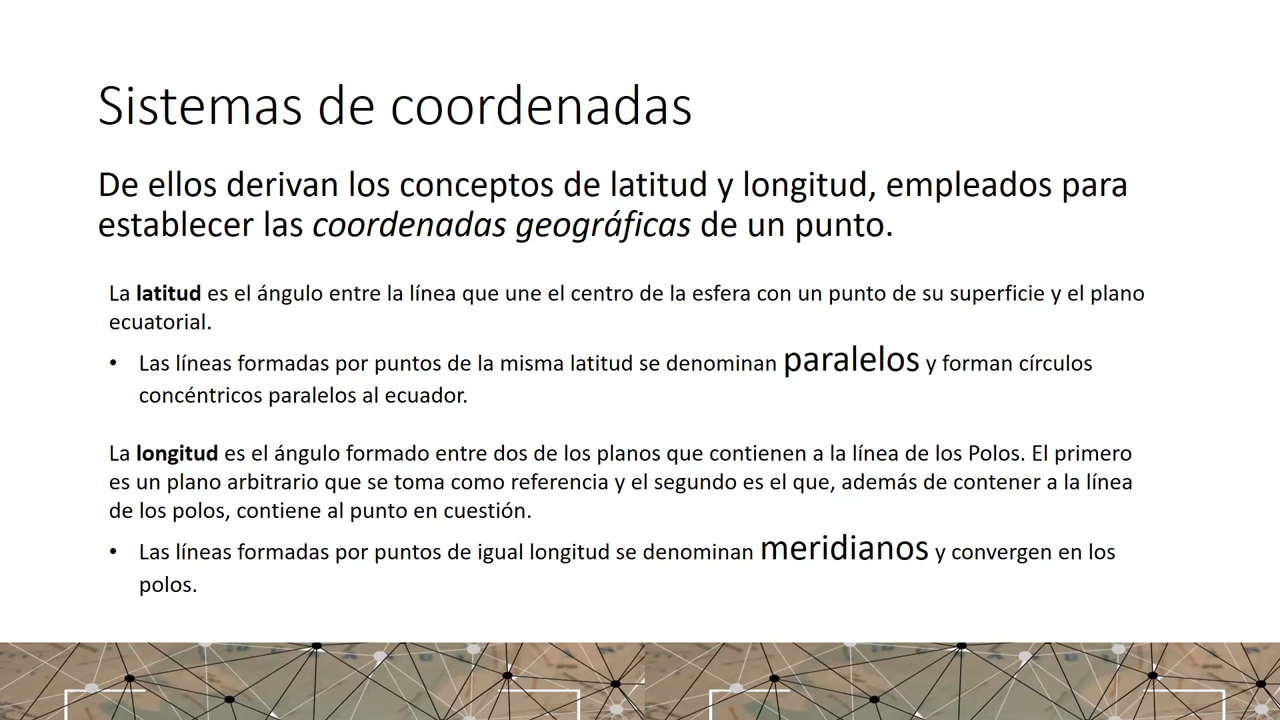 Sistemas de coordenadas
De ellos derivan los conceptos de latitud y longitud, empleados para
establecer las coordenadas geográficas de un punto.
La latitud es el ángulo entre la línea que une el centro de la esfera con un punto de su superficie y el plano
ecuatorial.
• Las líneas formadas por puntos de la misma latitud se denominan paralelos y forman círculos
concéntricos paralelos al ecuador.
La longitud es el ángulo formado entre dos de los planos que contienen a la línea de los Polos. El primero
es un plano arbitrario que se toma como referencia y el segundo es el que, además de contener a la línea
de los polos, contiene al punto en cuestión.
• Las líneas formadas por puntos de igual longitud se denominan meridianos y convergen en los
polos.